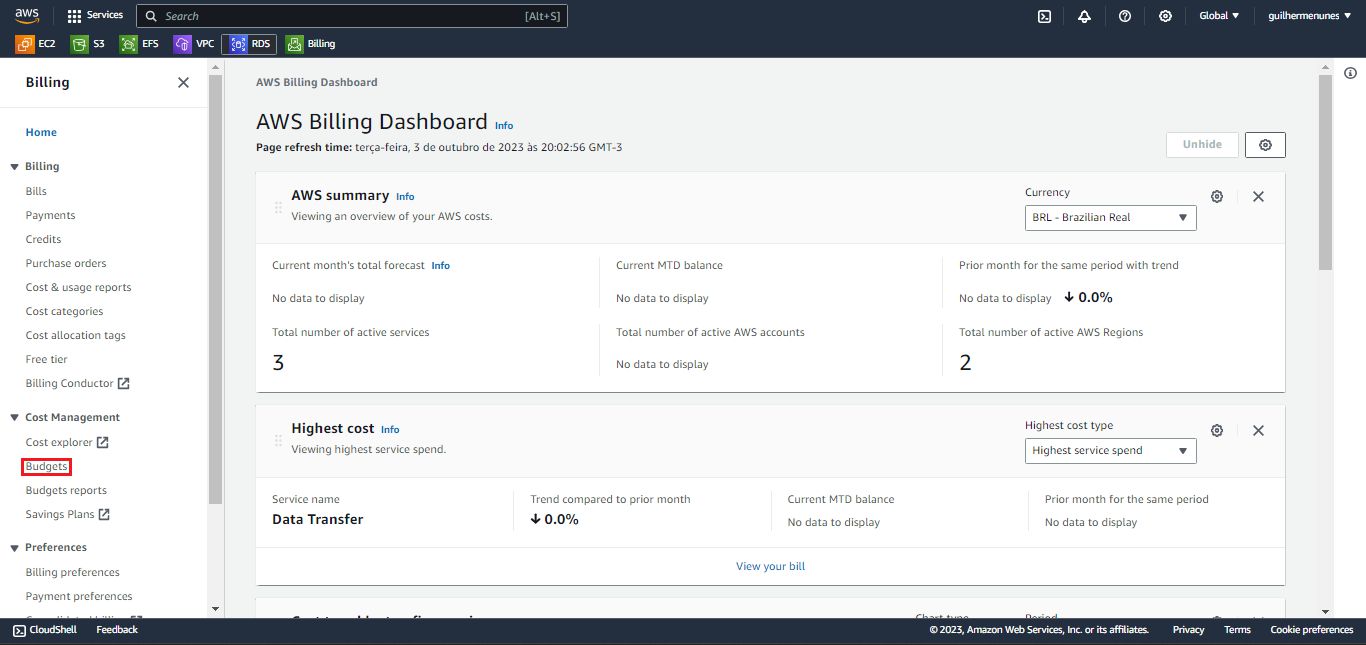 aws Services Search [Alt+S] Global guilhermenunes
EC2 S3 EFS VPC RDS Billing
Billing
Home
Billing
Bills
Payments
Credits
Purchase orders
Cost & usage reports
Cost categories
Cost allocation tags
Free tier
Billing Conductor
Cost Management
Cost explorer
Budgets
Budgets reports
Savings Plans
Preferences
Billing preferences
Payment preferences
AWS Billing Dashboard
AWS Billing Dashboard Info
Page refresh time: terça-feira, 3 de outubro de 2023 às 20:02:56 GMT-3
Unhide
AWS summary Info
Viewing an overview of your AWS costs.
Currency
BRL - Brazilian Real
Current month's total forecast Info
No data to display
Current MTD balance
No data to display
Prior month for the same period with trend
No data to display 0.0%
Total number of active services
3
Total number of active AWS accounts
No data to display
Total number of active AWS Regions
2
Highest cost Info
Viewing highest service spend.
Highest cost type
Highest service spend
Service name
Data Transfer
Trend compared to prior month
0.0%
Current MTD balance
No data to display
Prior month for the same period
No data to display
View your bill
Chart type Period
CloudShell Feedback © 2023, Amazon Web Services, Inc. or its affiliates. Privacy Terms Cookie preferences